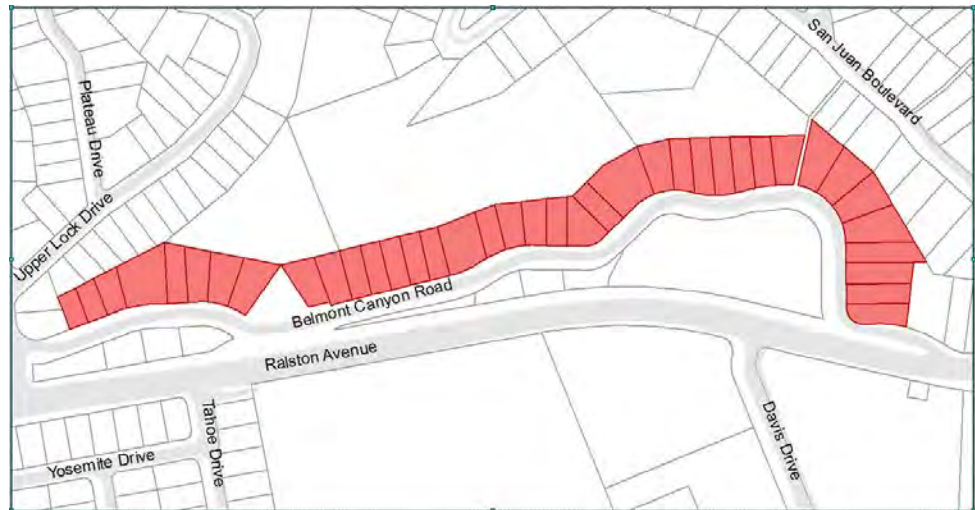 San Juan Boulevard
Plateau Drive
Upper Lock Drive
Belmont Canyon Road
Ralston Avenue
Tahoe Drive
Davis Drive
Yosemite Drive